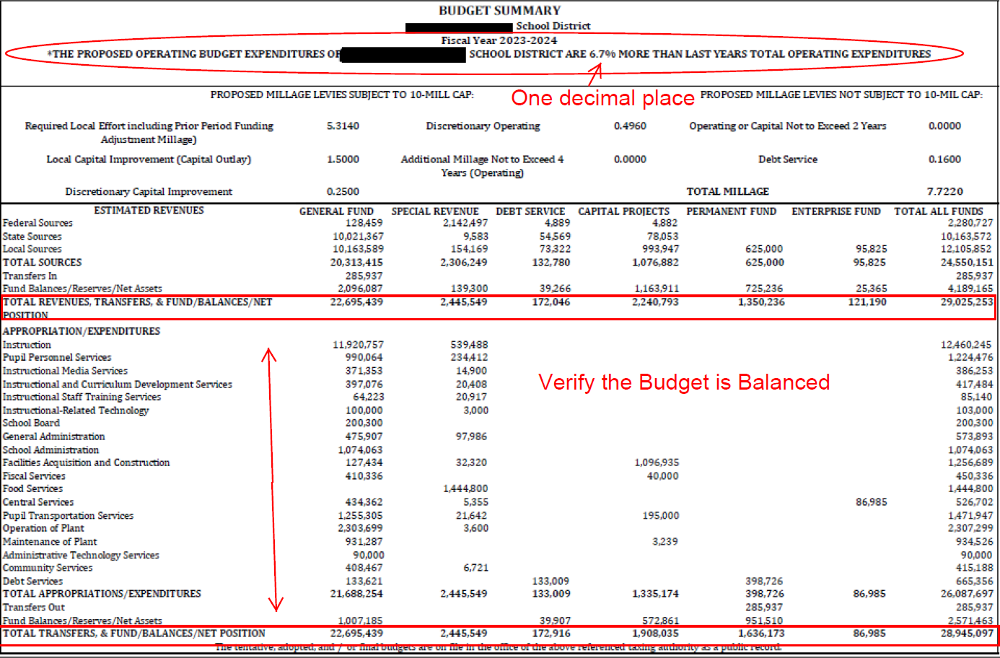 BUDGET SUMMARY
School District
Fiscal Year 2023-2024
*THE PROPOSED OPERATING BUDGET EXPENDITURES OF SCHOOL DISTRICT ARE 6.7% MORE THAN LAST YEARS TOTAL OPERATING EXPENDITURES
One decimal place
PROPOSED MILLAGE LEVIES SUBJECT TO 10-MILL CAP: PROPOSED MILLAGE LEVIES NOT SUBJECT TO 10-MIL CAP:
Required Local Effort including Prior Period Funding Adjustment Millage) 5.3140 Discretionary Operating 0.4960 Operating or Capital Not to Exceed 2 Years 0.0000
Local Capital Improvement (Capital Outlay) 1.5000 Additional Millage Not to Exceed 4 Years (Operating) 0.0000 Debt Service 0.1600
Discretionary Capital Improvement 0.2500 TOTAL MILLAGE 7.7220
ESTIMATED REVENUES GENERAL FUND SPECIAL REVENUE DEBT SERVICE CAPITAL PROJECTS PERMANENT FUND ENTERPRISE FUND TOTAL ALL FUNDS
Federal Sources 128,459 2,142,497 4,889 4,882 2,280,727
State Sources 10,021,367 9,583 54,569 78,053 10,163,572
Local Sources 10,163,589 154,169 73,322 993,947 625,000 95,825 12,105,852
TOTAL SOURCES 20,313,415 2,306,249 132,780 1,076,882 625,000 95,825 24,550,151
Transfers In 285,937 285,937
Fund Balances/Reserves/Net Assets 2,096,087 139,300 39,266 1,163,911 725,236 25,365 4,189,165
TOTAL REVENUES, TRANSFERS, & FUND/BALANCES/NET POSITION 22,695,439 2,445,549 172,046 2,240,793 1,350,236 121,190 29,025,253
APPROPRIATION/EXPENDITURES
Instruction 11,920,757 539,488 12,460,245
Pupil Personnel Services 990,064 234,412 1,224,476
Instructional Media Services 371,353 14,900 386,253
Instructional and Curriculum Development Services 397,076 20,408 417,484
Verify the Budget is Balanced
Instructional Staff Training Services 64,223 20,917 85,140
Instructional-Related Technology 100,000 3,000 103,000
School Board 200,300 200,300
General Administration 475,907 97,986 573,893
School Administration 1,074,063 1,074,063
Facilities Acquisition and Construction 127,434 32,320 1,096,935 1,256,689
Fiscal Services 410,336 40,000 450,336
Food Services 1,444,800 1,444,800
Central Services 434,362 5,355 86,985 526,702
Pupil Transportation Services 1,255,305 21,642 195,000 1,471,947
Operation of Plant 2,303,699 3,600 2,307,299
Maintenance of Plant 931,287 3,239 934,526
Administrative Technology Services 90,000 90,000
Community Services 408,467 6,721 415,188
Debt Services 133,621 133,009 398,726 665,356
TOTAL APPROPRIATIONS/EXPENDITURES 21,688,254 2,445,549 133,009 1,335,174 398,726 86,985 26,087,697
Transfers Out 285,937 285,937
Fund Balances/Reserves/Net Assets 1,007,185 39,907 572,861 951,510 2,571,463
TOTAL TRANSFERS, & FUND/BALANCES/NET POSITION 22,695,439 2,445,549 172,916 1,908,035 1,636,173 86,985 28,945,097
The tentative, adopted, and / or final budgets are on file in the office of the above referenced taxing authority as a public record.